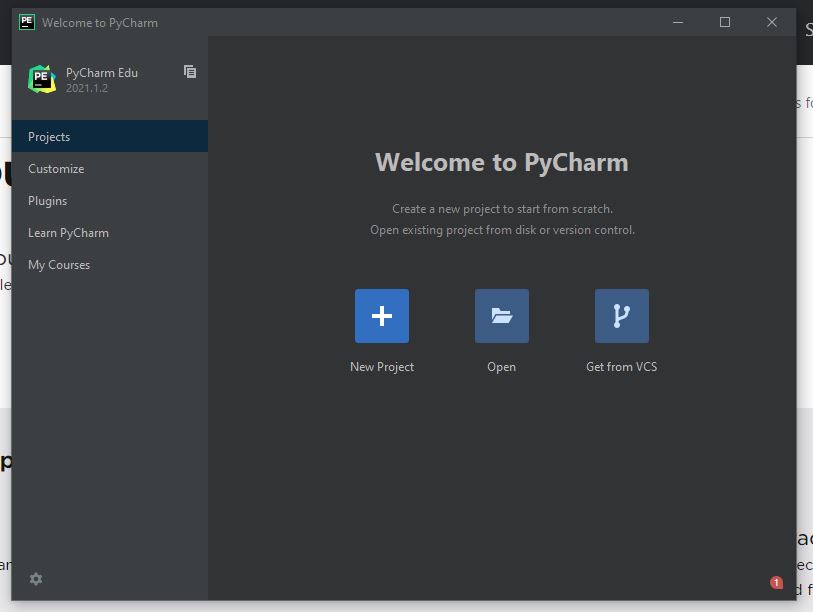 PE Welcome to PyCharm
PE PyCharm Edu
2021.1.2
Projects
Customize
Plugins
Learn PyCharm
My Courses
Welcome to PyCharm
Create a new project to start from scratch.
Open existing project from disk or version control.
New Project
Open
Get from VCS
1